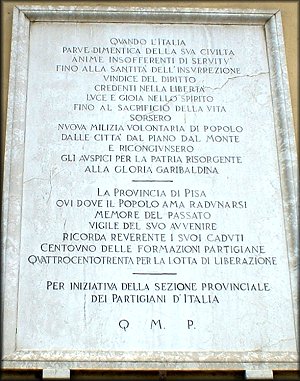 QUANDO L'ITALIA
PARVE DIMENTICA DELLA SUA CIVILTÀ
ANIME INSOFFERENTI DI SERVITU'
FINO ALLA SANTITÀ DELL'INSURREZIONE
VINDICE DEL DIRITTO
CREDENTI NELLA LIBERTÀ
LUCE E GIOIA NELLO SPIRITO
FINO AL SACRIFICIO DELLA VITA
SORSERO
NUOVA MILIZIA VOLONTARIA DI POPOLO
DALLE CITTÀ DAL PIANO DAL MONTE
E RICONGIUNSERO
GLI AUSPICI PER LA PATRIA RISORGENTE
ALLA GLORIA GARIBALDINA
LA PROVINCIA DI PISA
QUI DOVE IL POPOLO AMA RADUNARSI
MEMORE DEL PASSATO
VIGILE DEL SUO AVVENIRE
RICORDA REVERENTE I SUOI CADUTI
CENTOUNO DELLE FORMAZIONI PARTIGIANE
QUATTROCENTOTRENTA PER LA LOTTA DI LIBERAZIONE
PER INIZIATIVA DELLA SEZIONE PROVINCIALE
DEI PARTIGIANI D'ITALIA
Q M. P.